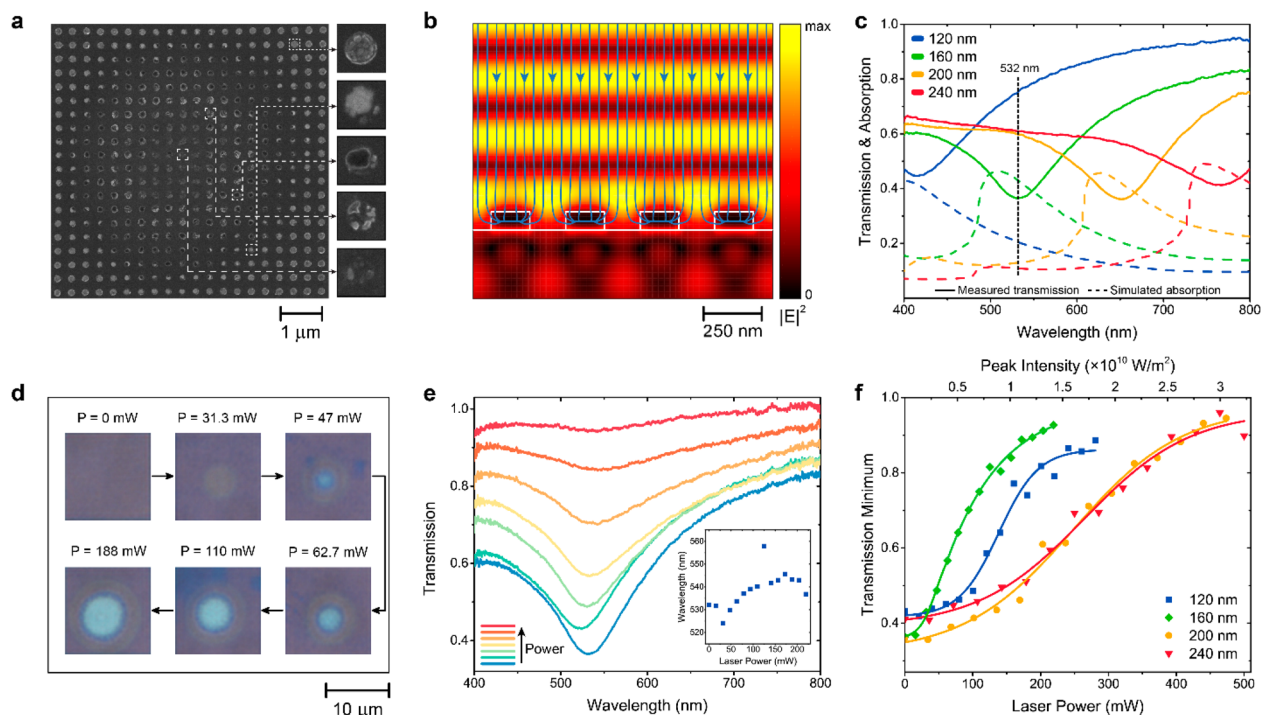 a
1 μm
b
max
0
|E|²
250 nm
c
Transmission & Absorption
1.0
0.8
0.6
0.4
0.2
120 nm
160 nm
200 nm
240 nm
532 nm
Measured transmission
Simulated absorption
400 500 600 700 800
Wavelength (nm)
d
P = 0 mW
P = 31.3 mW
P = 47 mW
P = 188 mW
P = 110 mW
P = 62.7 mW
10 μm
e
Transmission
1.0
0.9
0.8
0.7
0.6
0.5
0.4
Power
Wavelength (nm)
560
550
540
530
520
0 50 100 150 200
Laser Power (mW)
400 500 600 700 800
Wavelength (nm)
f
Peak Intensity (×10¹⁰ W/m²)
0.5 1 1.5 2 2.5 3
Transmission Minimum
1.0
0.8
0.6
0.4
120 nm
160 nm
200 nm
240 nm
0 100 200 300 400 500
Laser Power (mW)